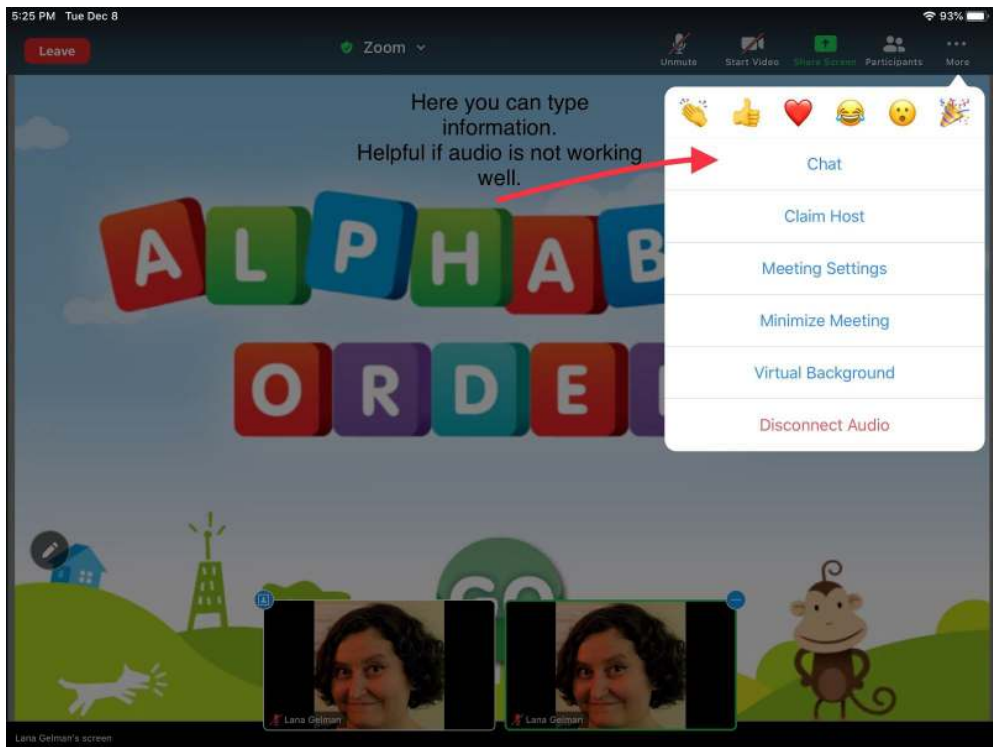 5:25 PM Tue Dec 8
93%
Leave
Zoom
Unmute
Start Video
Share Screen
Participants
More
Here you can type
information.
Helpful if audio is not working
well.
Chat
Claim Host
Meeting Settings
Minimize Meeting
Virtual Background
Disconnect Audio
ALPHAB
ORDE
GO
Lana Gelman
Lana Gelman
Lana Gelman's screen